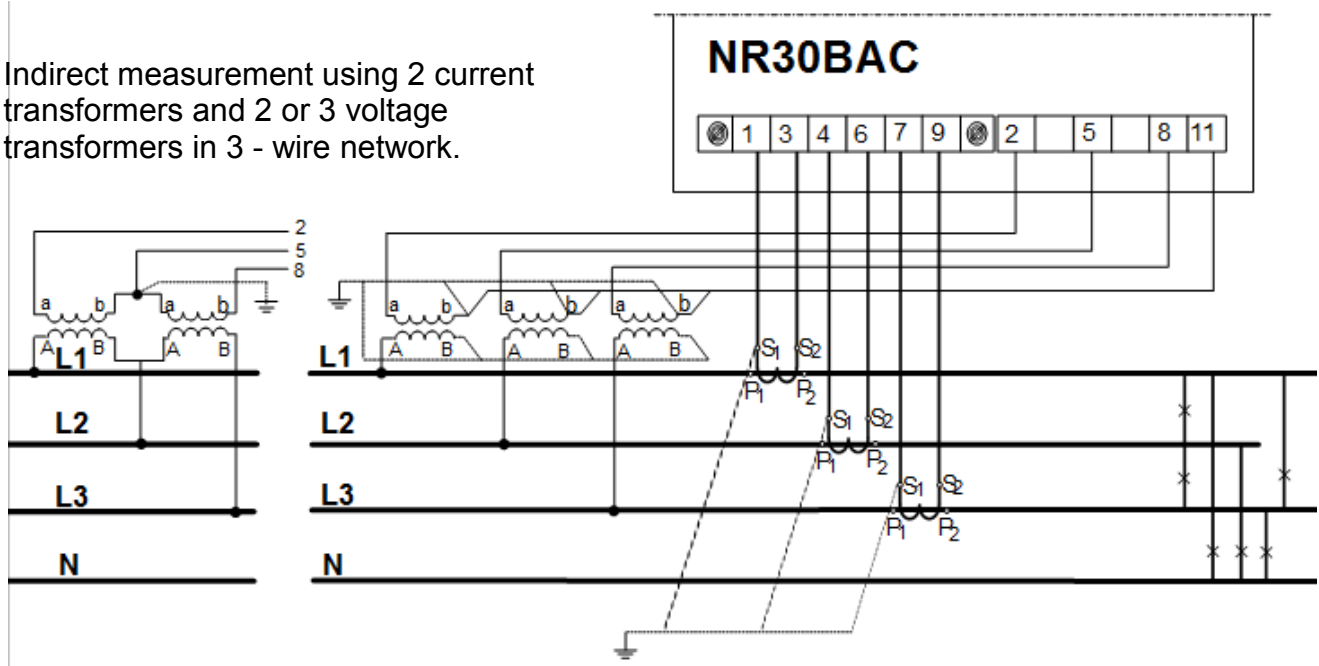 NR30BAC
Indirect measurement using 2 current
transformers and 2 or 3 voltage
transformers in 3 - wire network.
1 3 4 6 7 9 2 5 8 11
2
5
8
a b a b a b a b a b
A B A B A B A B A B
L1 L1 S1 S2
P1 P2
L2 L2 S1 S2
P1 P2
L3 L3 S1 S2
P1 P2
N N